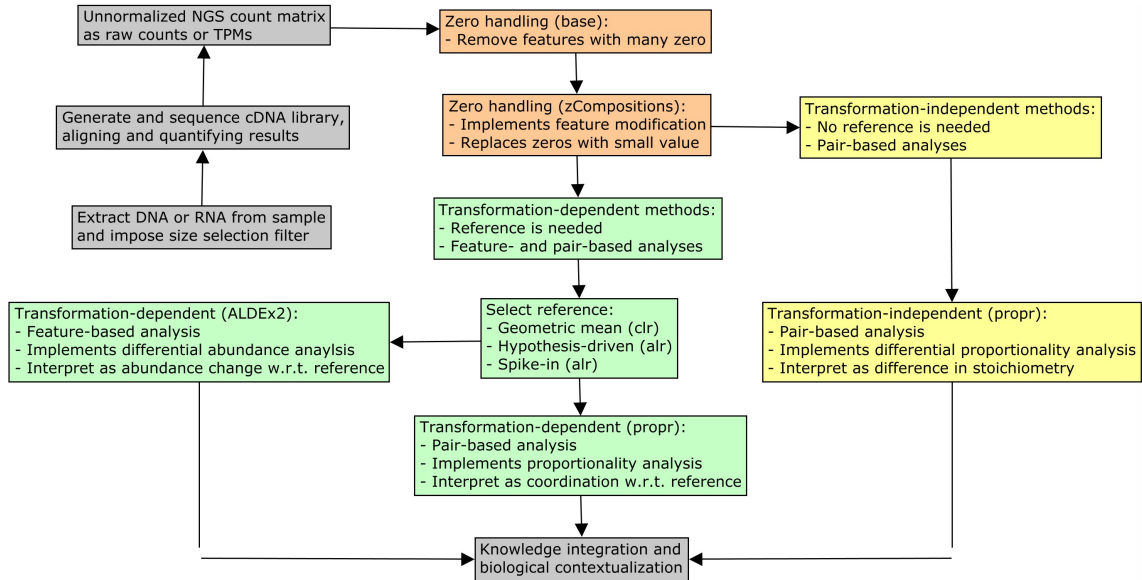 Unnormalized NGS count matrix
as raw counts or TPMs
Zero handling (base):
- Remove features with many zero
Generate and sequence cDNA library,
aligning and quantifying results
Zero handling (zCompositions):
- Implements feature modification
- Replaces zeros with small value
Transformation-independent methods:
- No reference is needed
- Pair-based analyses
Extract DNA or RNA from sample
and impose size selection filter
Transformation-dependent methods:
- Reference is needed
- Feature- and pair-based analyses
Transformation-dependent (ALDEx2):
- Feature-based analysis
- Implements differential abundance anaylsis
- Interpret as abundance change w.r.t. reference
Select reference:
- Geometric mean (clr)
- Hypothesis-driven (alr)
- Spike-in (alr)
Transformation-independent (propr):
- Pair-based analysis
- Implements differential proportionality analysis
- Interpret as difference in stoichiometry
Transformation-dependent (propr):
- Pair-based analysis
- Implements proportionality analysis
- Interpret as coordination w.r.t. reference
Knowledge integration and
biological contextualization